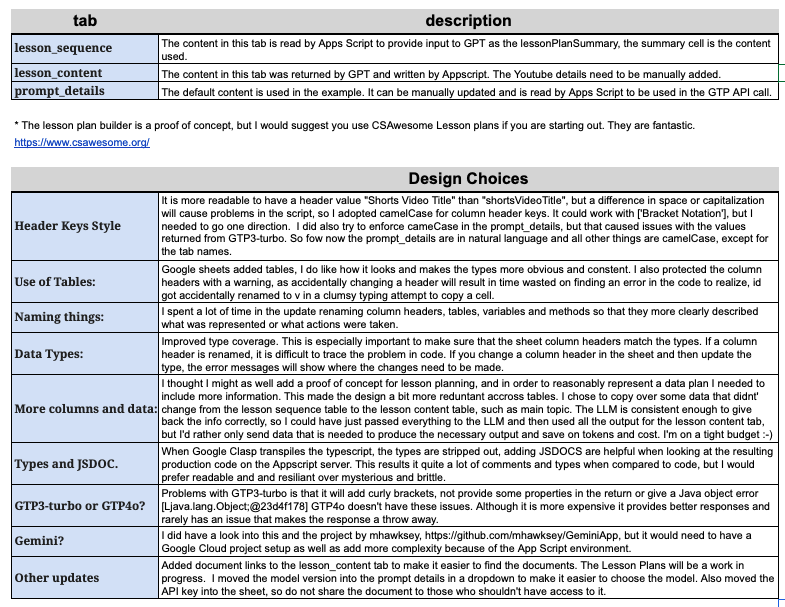 tab description
lesson_sequence The content in this tab is read by Apps Script to provide input to GPT as the lessonPlanSummary, the summary cell is the content
used.
lesson_content The content in this tab was returned by GPT and written by Appscript. The Youtube details need to be manually added.
prompt_details The default content is used in the example. It can be manually updated and is read by Apps Script to be used in the GTP API call.
* The lesson plan builder is a proof of concept, but I would suggest you use CSAwesome Lesson plans if you are starting out. They are fantastic.
https://www.csawesome.org/
Design Choices
Header Keys Style
It is more readable to have a header value "Shorts Video Title" than "shortsVideoTitle", but a difference in space or capitalization
will cause problems in the script, so I adopted camelCase for column header keys. It could work with ['Bracket Notation'], but I
needed to go one direction. I did also try to enforce cameCase in the prompt_details, but that caused issues with the values
returned from GTP3-turbo. So fow now the prompt_details are in natural language and all other things are camelCase, except for
the tab names.
Use of Tables:
Google sheets added tables, I do like how it looks and makes the types more obvious and constent. I also protected the column
headers with a warning, as accidentally changing a header will result in time wasted on finding an error in the code to realize, id
got accidentally renamed to v in a clumsy typing attempt to copy a cell.
Naming things:
I spent a lot of time in the update renaming column headers, tables, variables and methods so that they more clearly described
what was represented or what actions were taken.
Data Types:
Improved type coverage. This is especially important to make sure that the sheet column headers match the types. If a column
header is renamed, it is difficult to trace the problem in code. If you change a column header in the sheet and then update the
type, the error messages will show where the changes need to be made.
More columns and data:
I thought I might as well add a proof of concept for lesson planning, and in order to reasonably represent a data plan I needed to
include more information. This made the design a bit more reduntant accross tables. I chose to copy over some data that didnt'
change from the lesson sequence table to the lesson content table, such as main topic. The LLM is consistent enough to give
back the info correctly, so I could have just passed everything to the LLM and then used all the output for the lesson content tab,
but I'd rather only send data that is needed to produce the necessary output and save on tokens and cost. I'm on a tight budget :-)
Types and JSDOC.
When Google Clasp transpiles the typescript, the types are stripped out, adding JSDOCS are helpful when looking at the resulting
production code on the Appscript server. This results it quite a lot of comments and types when compared to code, but I would
prefer readable and and resiliant over mysterious and brittle.
GTP3-turbo or GTP4o?
Problems with GTP3-turbo is that it will add curly brackets, not provide some properties in the return or give a Java object error
[Ljava.lang.Object;@23d4f178] GTP4o doesn't have these issues. Although it is more expensive it provides better responses and
rarely has an issue that makes the response a throw away.
Gemini?
I did have a look into this and the project by mhawksey, https://github.com/mhawksey/GeminiApp, but it would need to have a
Google Cloud project setup as well as add more complexity because of the App Script environment.
Other updates
Added document links to the lesson_content tab to make it easier to find the documents. The Lesson Plans will be a work in
progress. I moved the model version into the prompt details in a dropdown to make it easier to choose the model. Also moved the
API key into the sheet, so do not share the document to those who shouldn't have access to it.